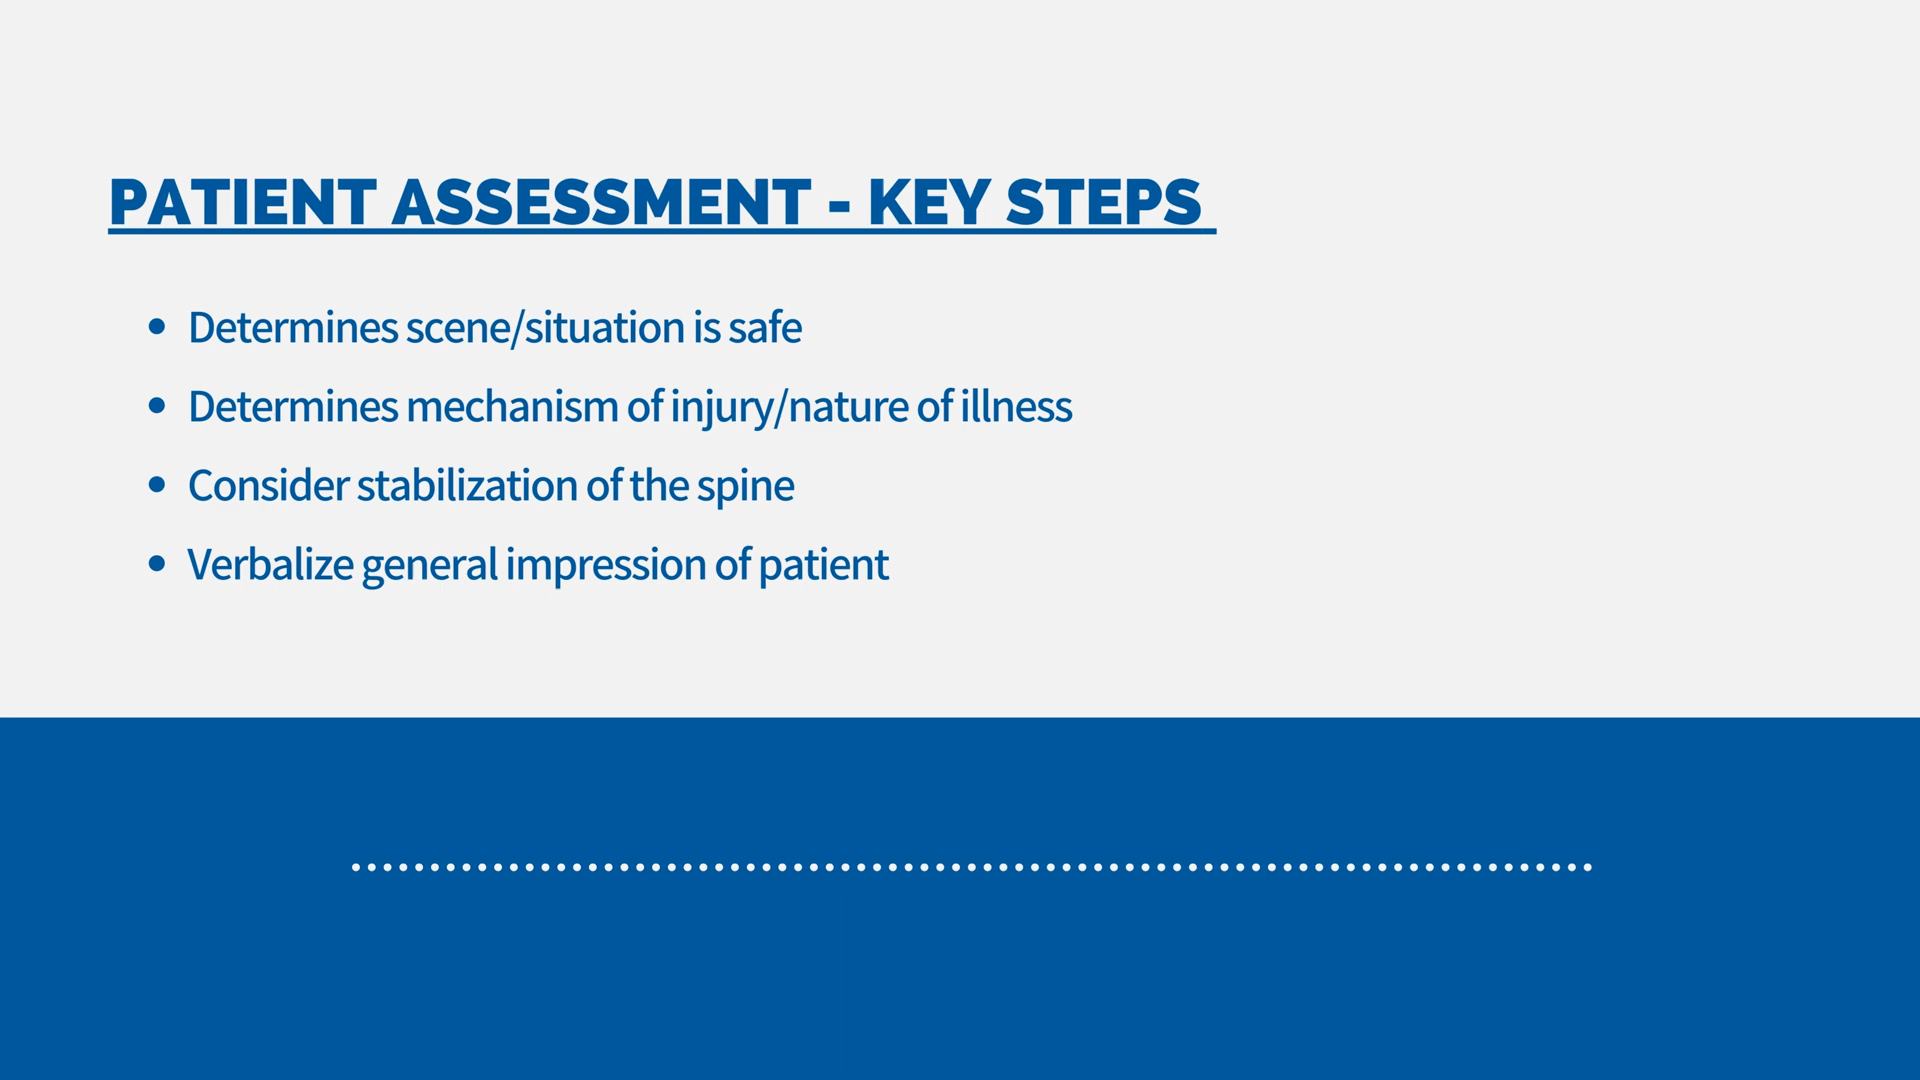 PATIENT ASSESSMENT - KEY STEPS
• Determines scene/situation is safe
• Determines mechanism of injury/nature of illness
• Consider stabilization of the spine
• Verbalize general impression of patient